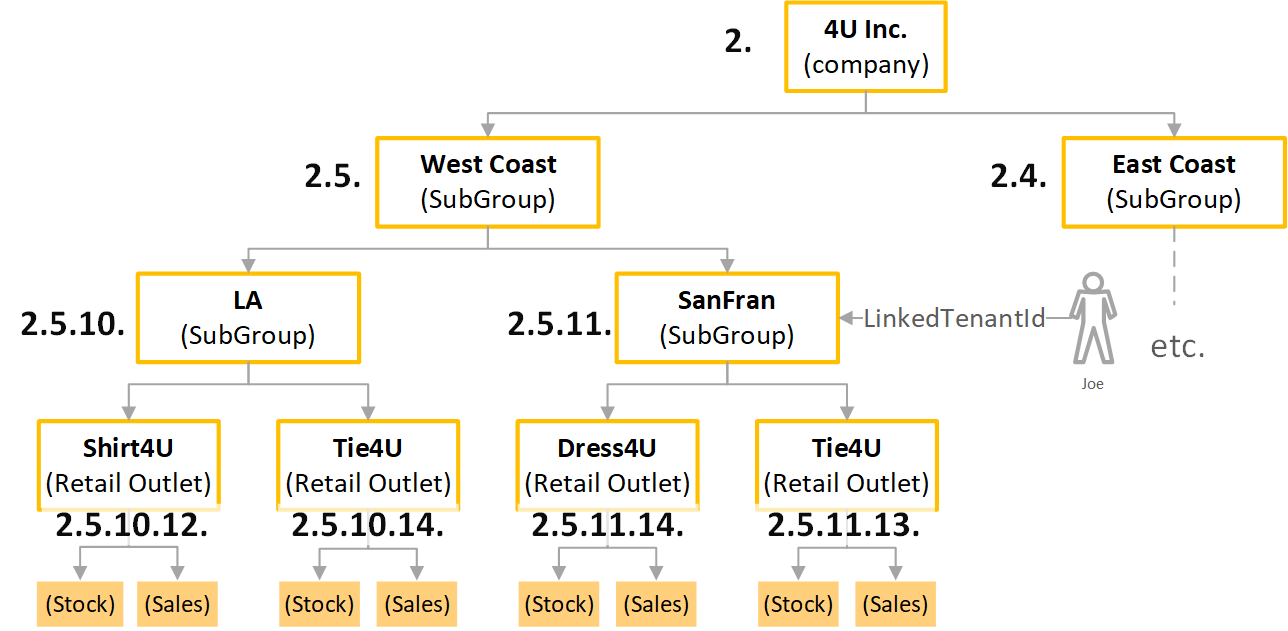 2.
4U Inc.
(company)
2.5.
West Coast
(SubGroup)
2.4.
East Coast
(SubGroup)
2.5.10.
LA
(SubGroup)
2.5.11.
SanFran
(SubGroup)
LinkedTenantId
Joe
etc.
Shirt4U
(Retail Outlet)
2.5.10.12.
Tie4U
(Retail Outlet)
2.5.10.14.
Dress4U
(Retail Outlet)
2.5.11.14.
Tie4U
(Retail Outlet)
2.5.11.13.
(Stock)
(Sales)
(Stock)
(Sales)
(Stock)
(Sales)
(Stock)
(Sales)